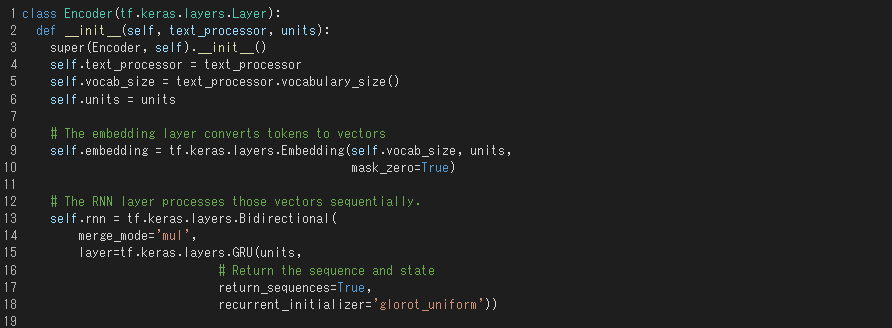 1 class Encoder(tf.keras.layers.Layer):
2   def __init__(self, text_processor, units):
3     super(Encoder, self).__init__()
4     self.text_processor = text_processor
5     self.vocab_size = text_processor.vocabulary_size()
6     self.units = units
7
8     # The embedding layer converts tokens to vectors
9     self.embedding = tf.keras.layers.Embedding(self.vocab_size, units,
10                                                mask_zero=True)
11
12     # The RNN layer processes those vectors sequentially.
13     self.rnn = tf.keras.layers.Bidirectional(
14         merge_mode='mul',
15         layer=tf.keras.layers.GRU(units,
16                             # Return the sequence and state
17                             return_sequences=True,
18                             recurrent_initializer='glorot_uniform'))
19